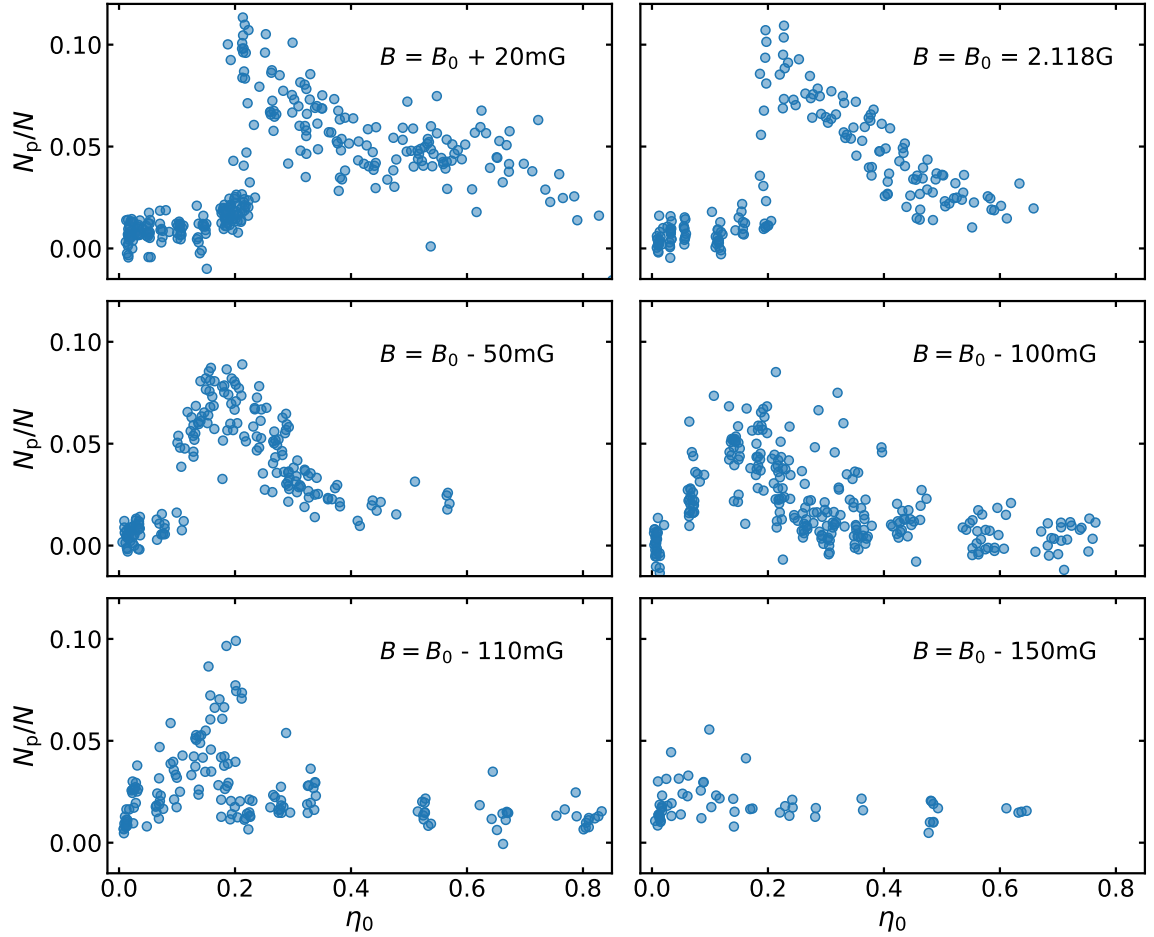 0.10
0.05
0.00
Nₚ/N
B = B₀ + 20mG
B = B₀ = 2.118G
0.10
0.05
0.00
Nₚ/N
B = B₀ - 50mG
B = B₀ - 100mG
0.10
0.05
0.00
Nₚ/N
B = B₀ - 110mG
B = B₀ - 150mG
0.0 0.2 0.4 0.6 0.8
η₀
0.0 0.2 0.4 0.6 0.8
η₀